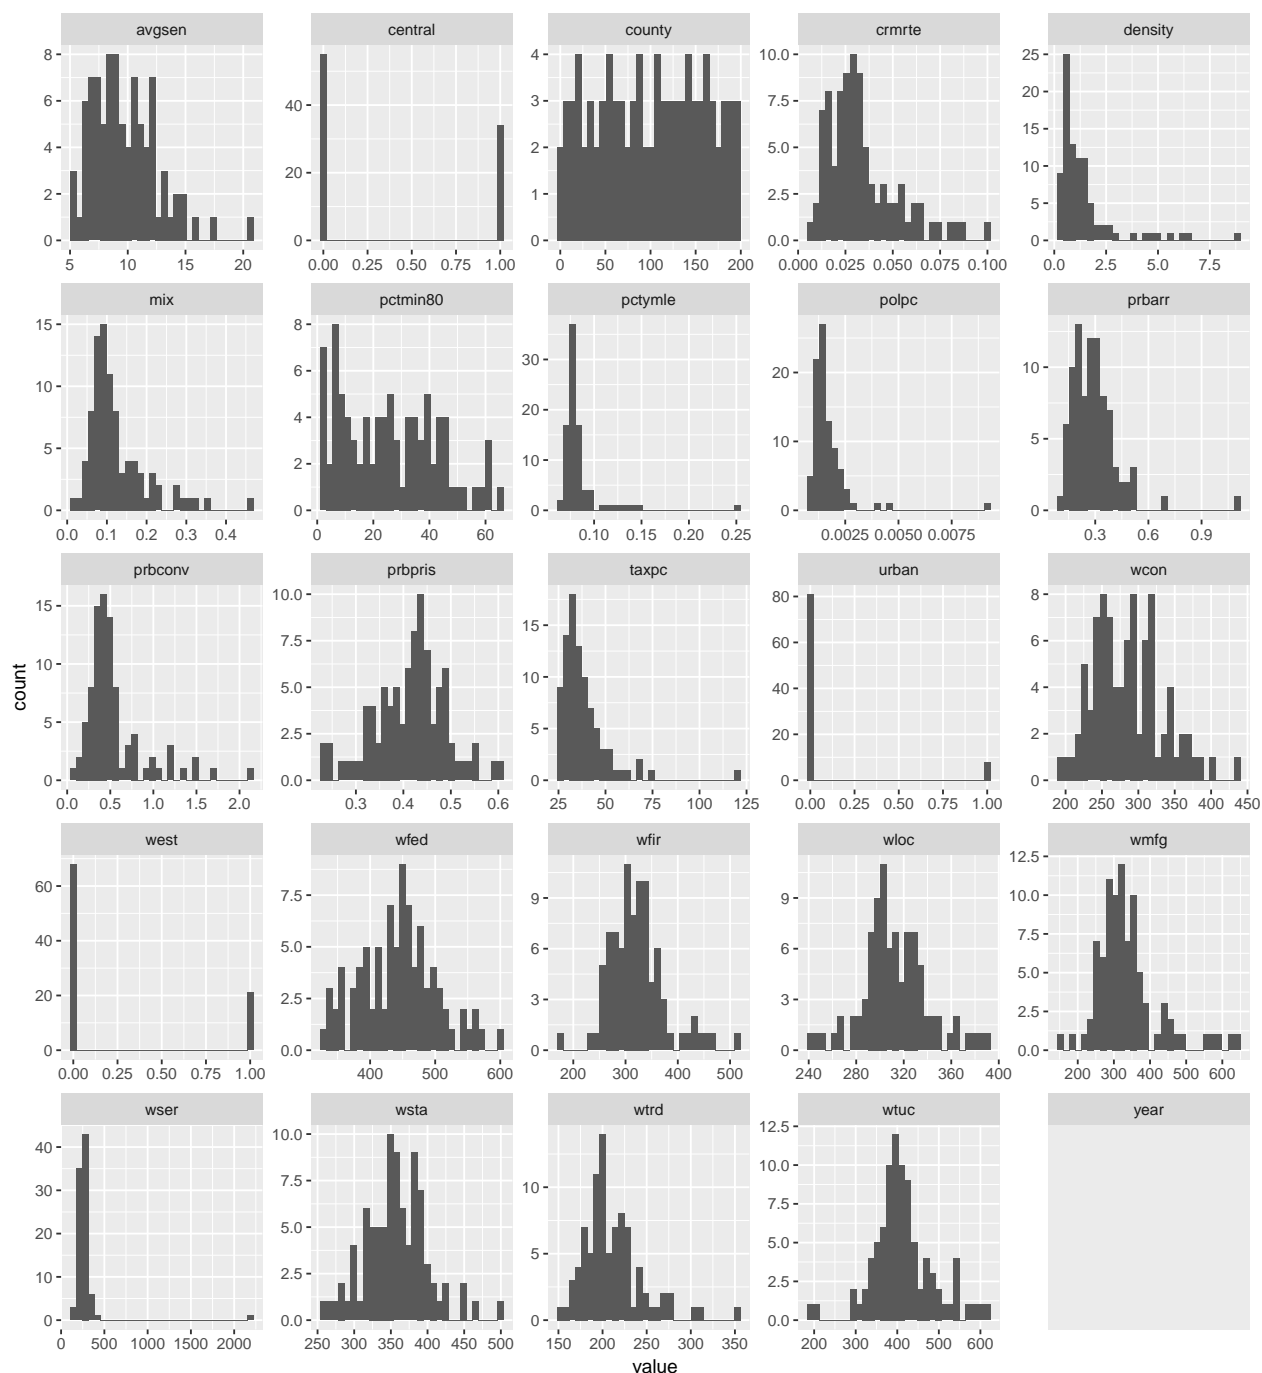 avgsen central county crmrte density
8 6 4 2 0
40 20 0
4 3 2 1 0
10.0 7.5 5.0 2.5 0.0
25 20 15 10 5 0
5 10 15 20
0.00 0.25 0.50 0.75 1.00
0 50 100 150 200
0.000 0.025 0.050 0.075 0.100
0.0 2.5 5.0 7.5
mix pctmin80 pctymle polpc prbarr
15 10 5 0
8 6 4 2 0
30 20 10 0
20 10 0
10 5 0
0.0 0.1 0.2 0.3 0.4
0 20 40 60
0.10 0.15 0.20 0.25
0.0025 0.0050 0.0075
0.3 0.6 0.9
prbconv prbpris taxpc urban wcon
15 10 5 0
10.0 7.5 5.0 2.5 0.0
15 10 5 0
80 60 40 20 0
8 6 4 2 0
0.0 0.5 1.0 1.5 2.0
0.3 0.4 0.5 0.6
25 50 75 100 125
0.00 0.25 0.50 0.75 1.00
200 250 300 350 400 450
count
west wfed wfir wloc wmfg
60 40 20 0
7.5 5.0 2.5 0.0
9 6 3 0
9 6 3 0
12.5 10.0 7.5 5.0 2.5 0.0
0.00 0.25 0.50 0.75 1.00
400 500 600
200 300 400 500
240 280 320 360 400
200 300 400 500 600
wser wsta wtrd wtuc year
40 30 20 10 0
10.0 7.5 5.0 2.5 0.0
10 5 0
12.5 10.0 7.5 5.0 2.5 0.0
0 500 1000 1500 2000
250 300 350 400 450 500
150 200 250 300 350
200 300 400 500 600
value